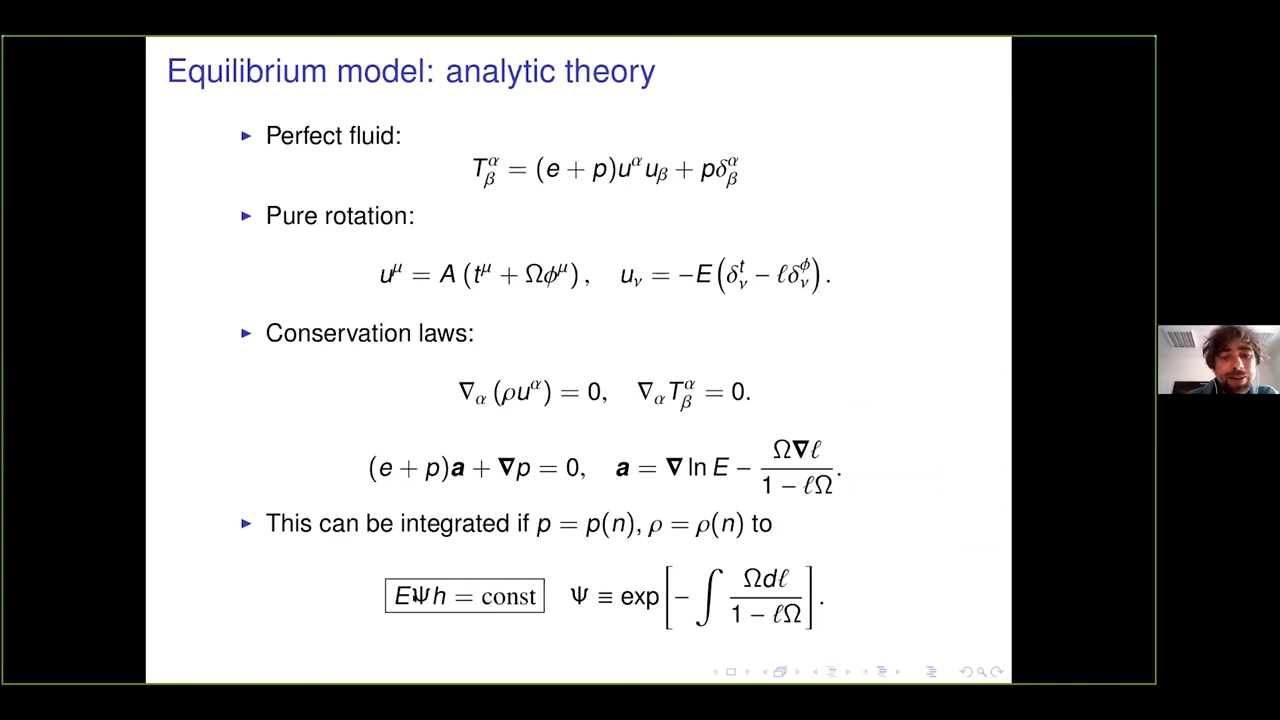 Equilibrium model: analytic theory
▶ Perfect fluid:
T^α_β = (e + p)u^α u_β + pδ^α_β
▶ Pure rotation:
u^μ = A (t^μ + Ωϕ^μ), u_ν = −E(δ^t_ν − ℓδ^ϕ_ν).
▶ Conservation laws:
∇_α (ρu^α) = 0, ∇_α T^α_β = 0.
(e + p)a + ∇p = 0, a = ∇ ln E − Ω∇ℓ / (1 − ℓΩ).
▶ This can be integrated if p = p(n), ρ = ρ(n) to
EΨh = const Ψ ≡ exp[− ∫ Ωdℓ / (1 − ℓΩ)].